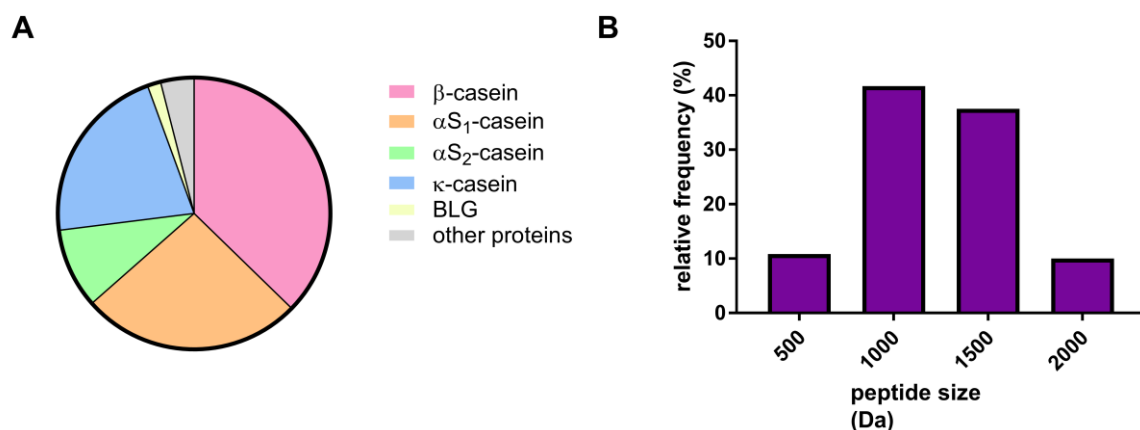 A
β-casein
αS₁-casein
αS₂-casein
κ-casein
BLG
other proteins
B
relative frequency (%)
50
40
30
20
10
0
500
1000
1500
2000
peptide size
(Da)